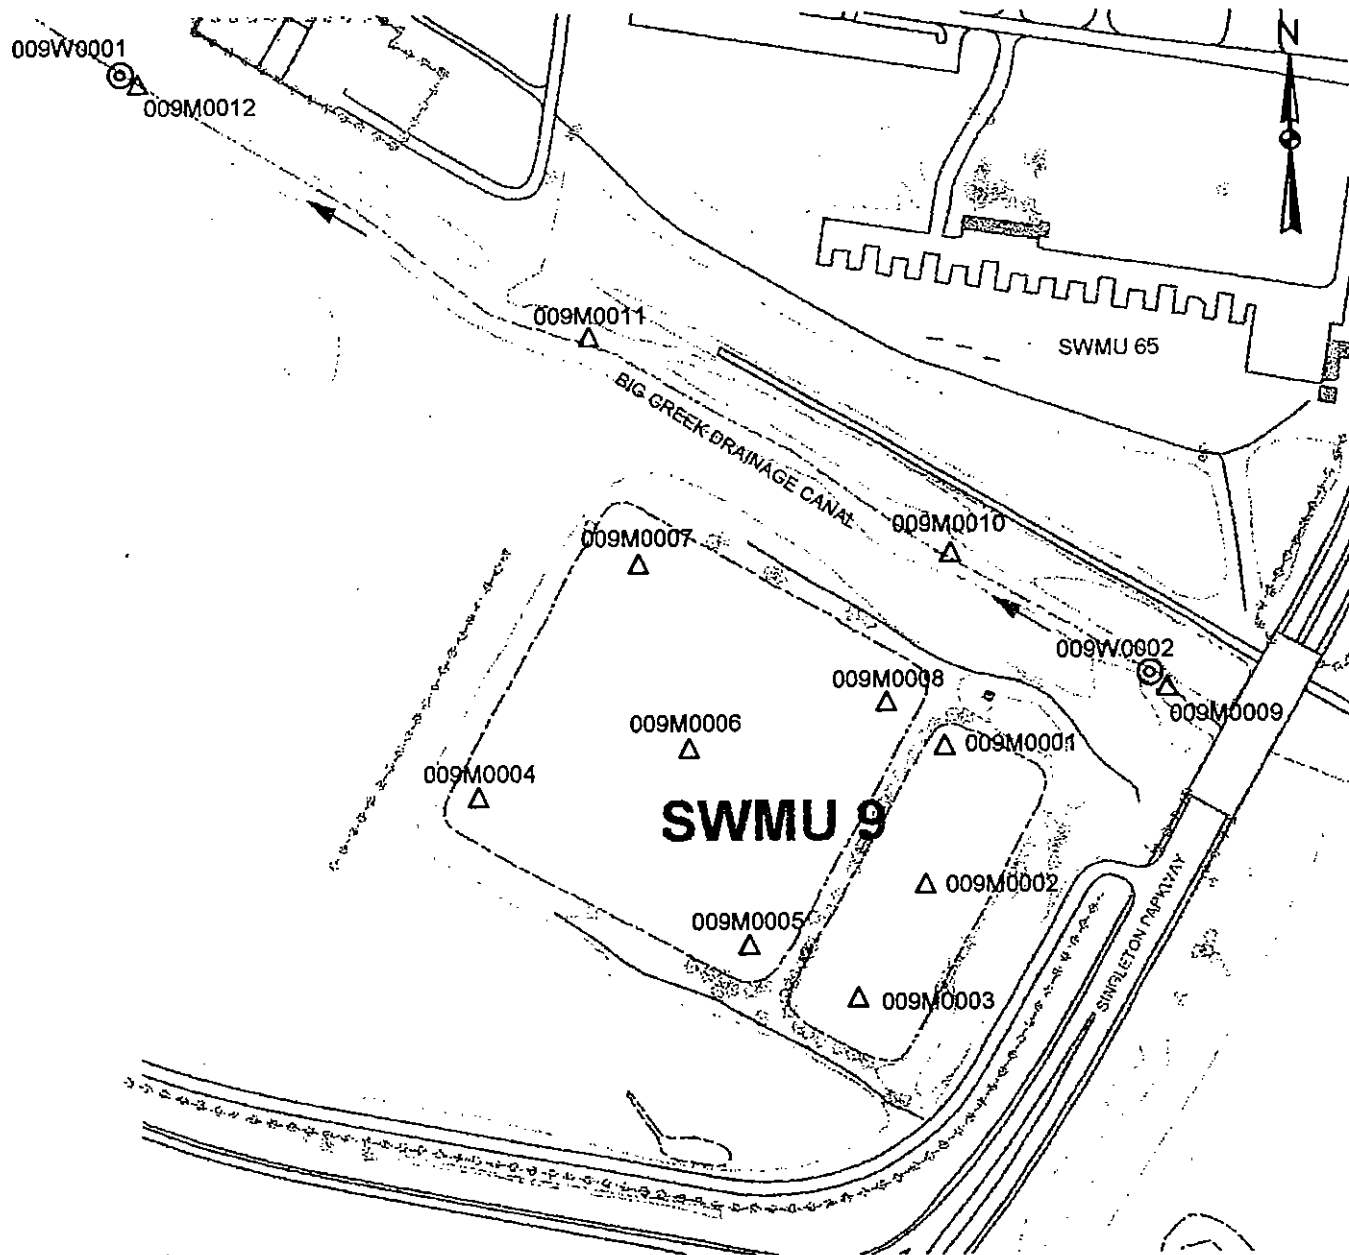 N
009W0001
009M0012
009M0011
SWMU 65
BIG CREEK DRAINAGE CANAL
009M0010
009M0007
009W0002
009M0008
009M0009
009M0006
009M0001
009M0004
SWMU 9
SINGLETON PARKWAY
009M0002
009M0005
009M0003